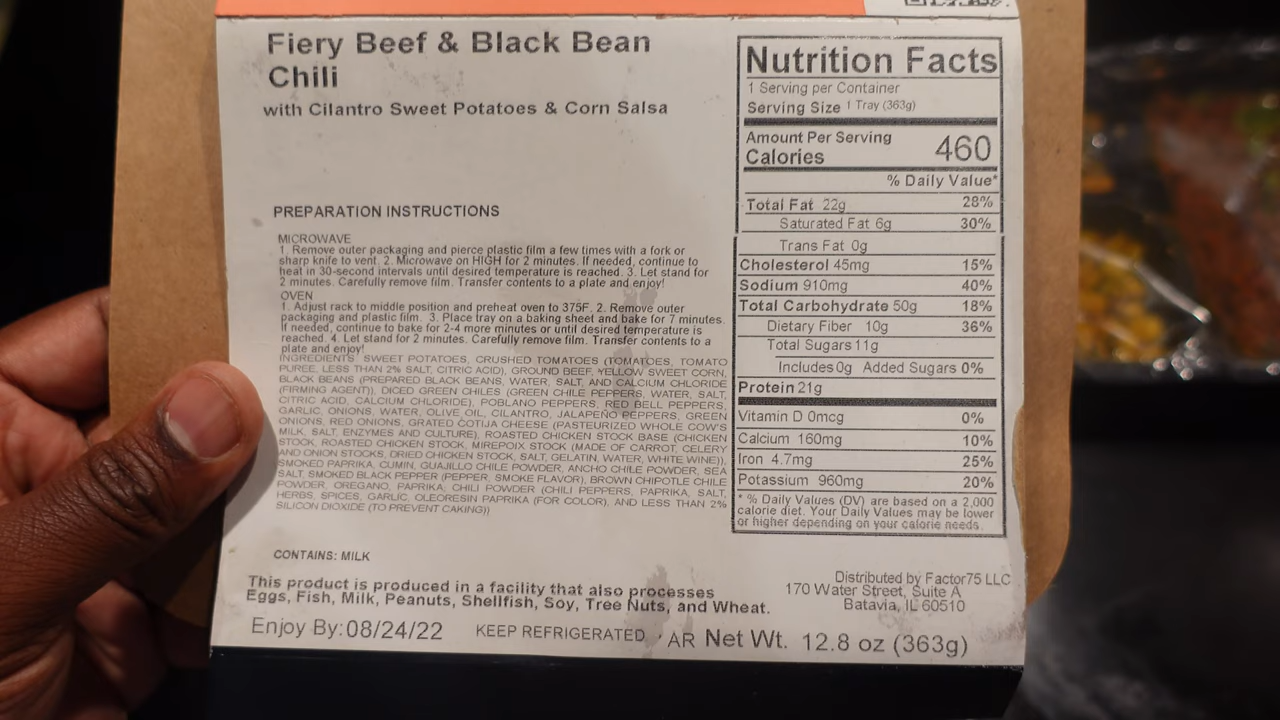 Fiery Beef & Black Bean
Chili
with Cilantro Sweet Potatoes & Corn Salsa
PREPARATION INSTRUCTIONS
MICROWAVE
1. Remove outer packaging and pierce plastic film a few times with a fork or
sharp knife to vent. 2. Microwave on HIGH for 2 minutes. If needed, continue to
heat in 30-second intervals until desired temperature is reached. 3. Let stand for
2 minutes. Carefully remove film. Transfer contents to a plate and enjoy!
OVEN
1. Adjust rack to middle position and preheat oven to 375F. 2. Remove outer
packaging and plastic film. 3. Place tray on a baking sheet and bake for 7 minutes.
If needed, continue to bake for 2-4 more minutes or until desired temperature is
reached. 4. Let stand for 2 minutes. Carefully remove film. Transfer contents to a
plate and enjoy!
INGREDIENTS: SWEET POTATOES, CRUSHED TOMATOES (TOMATOES, TOMATO
PUREE, LESS THAN 2% SALT, CITRIC ACID), GROUND BEEF, YELLOW SWEET CORN,
BLACK BEANS (PREPARED BLACK BEANS, WATER, SALT, AND CALCIUM CHLORIDE
(FIRMING AGENT)), DICED GREEN CHILES (GREEN CHILE PEPPERS, WATER, SALT,
CITRIC ACID, CALCIUM CHLORIDE), POBLANO PEPPERS, RED BELL PEPPERS,
GARLIC, ONIONS, WATER, OLIVE OIL, CILANTRO, JALAPEÑO PEPPERS, GREEN
ONIONS, RED ONIONS, GRATED COTIJA CHEESE (PASTEURIZED WHOLE COW'S
MILK, SALT, ENZYMES AND CULTURE), ROASTED CHICKEN STOCK BASE (CHICKEN
STOCK, ROASTED CHICKEN STOCK, MIREPOIX STOCK (MADE OF CARROT, CELERY
AND ONION STOCKS, DRIED CHICKEN STOCK, SALT, GELATIN, WATER, WHITE WINE)),
SMOKED PAPRIKA, CUMIN, GUAJILLO CHILE POWDER, ANCHO CHILE POWDER, SEA
SALT, SMOKED BLACK PEPPER (PEPPER, SMOKE FLAVOR), BROWN CHIPOTLE CHILE
POWDER, OREGANO, PAPRIKA, CHILI POWDER (CHILI PEPPERS, PAPRIKA, SALT,
HERBS, SPICES, GARLIC, OLEORESIN PAPRIKA (FOR COLOR), AND LESS THAN 2%
SILICON DIOXIDE (TO PREVENT CAKING))
CONTAINS: MILK
This product is produced in a facility that also processes
Eggs, Fish, Milk, Peanuts, Shellfish, Soy, Tree Nuts, and Wheat.
Enjoy By:08/24/22 KEEP REFRIGERATED AR Net Wt. 12.8 oz (363g)
Nutrition Facts
1 Serving per Container
Serving Size 1 Tray (363g)
Amount Per Serving
Calories 460
% Daily Value*
Total Fat 22g 28%
Saturated Fat 6g 30%
Trans Fat 0g
Cholesterol 45mg 15%
Sodium 910mg 40%
Total Carbohydrate 50g 18%
Dietary Fiber 10g 36%
Total Sugars 11g
Includes 0g Added Sugars 0%
Protein 21g
Vitamin D 0mcg 0%
Calcium 160mg 10%
Iron 4.7mg 25%
Potassium 960mg 20%
* % Daily Values (DV) are based on a 2,000
calorie diet. Your Daily Values may be lower
or higher depending on your calorie needs.
Distributed by Factor75 LLC
170 Water Street, Suite A
Batavia, IL 60510